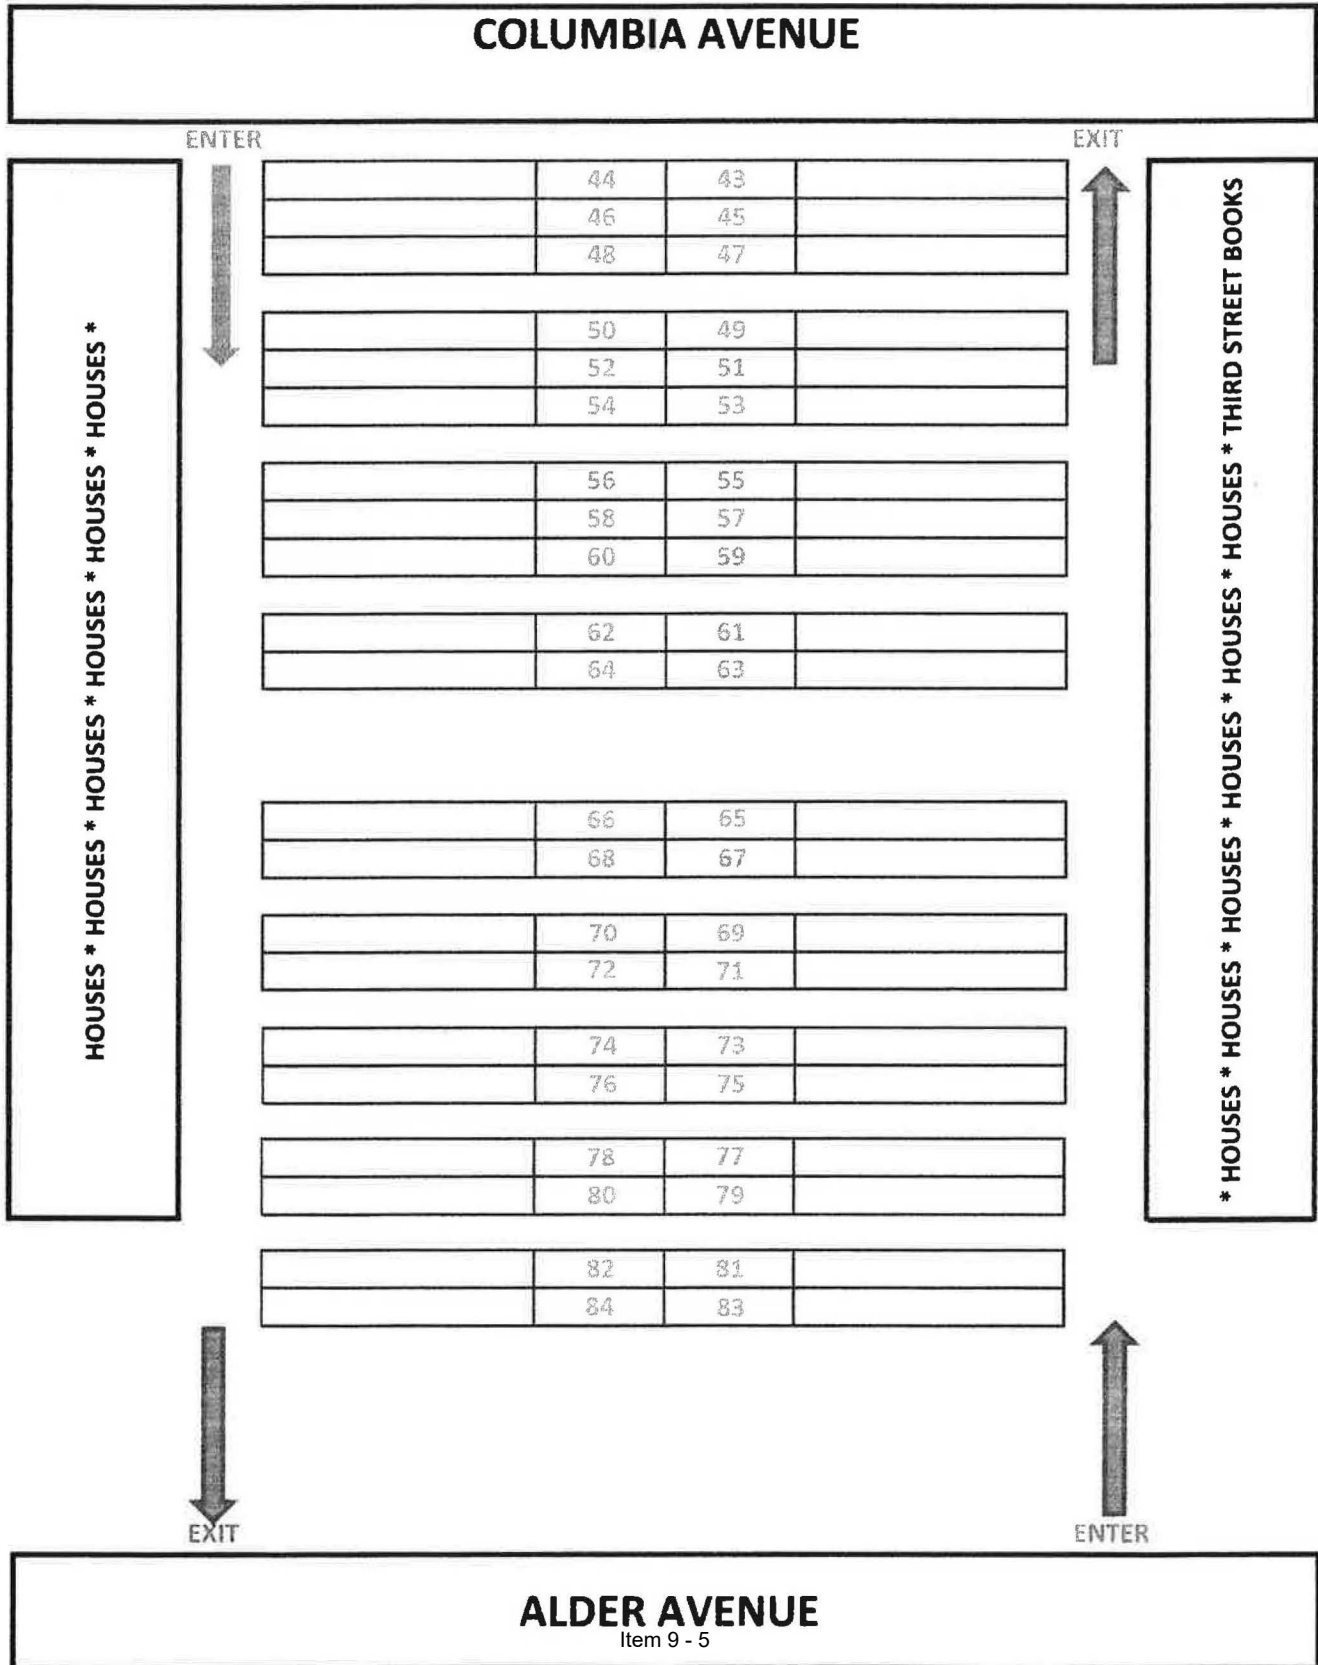 COLUMBIA AVENUE
ENTER
EXIT
44 43
46 45
48 47
50 49
52 51
54 53
56 55
58 57
60 59
62 61
64 63
66 65
68 67
70 69
72 71
74 73
76 75
78 77
80 79
82 81
84 83
HOUSES * HOUSES * HOUSES * HOUSES * HOUSES * HOUSES * HOUSES *
* HOUSES * HOUSES * HOUSES * HOUSES * HOUSES * HOUSES * HOUSES * THIRD STREET BOOKS
EXIT
ENTER
ALDER AVENUE
Item 9 - 5